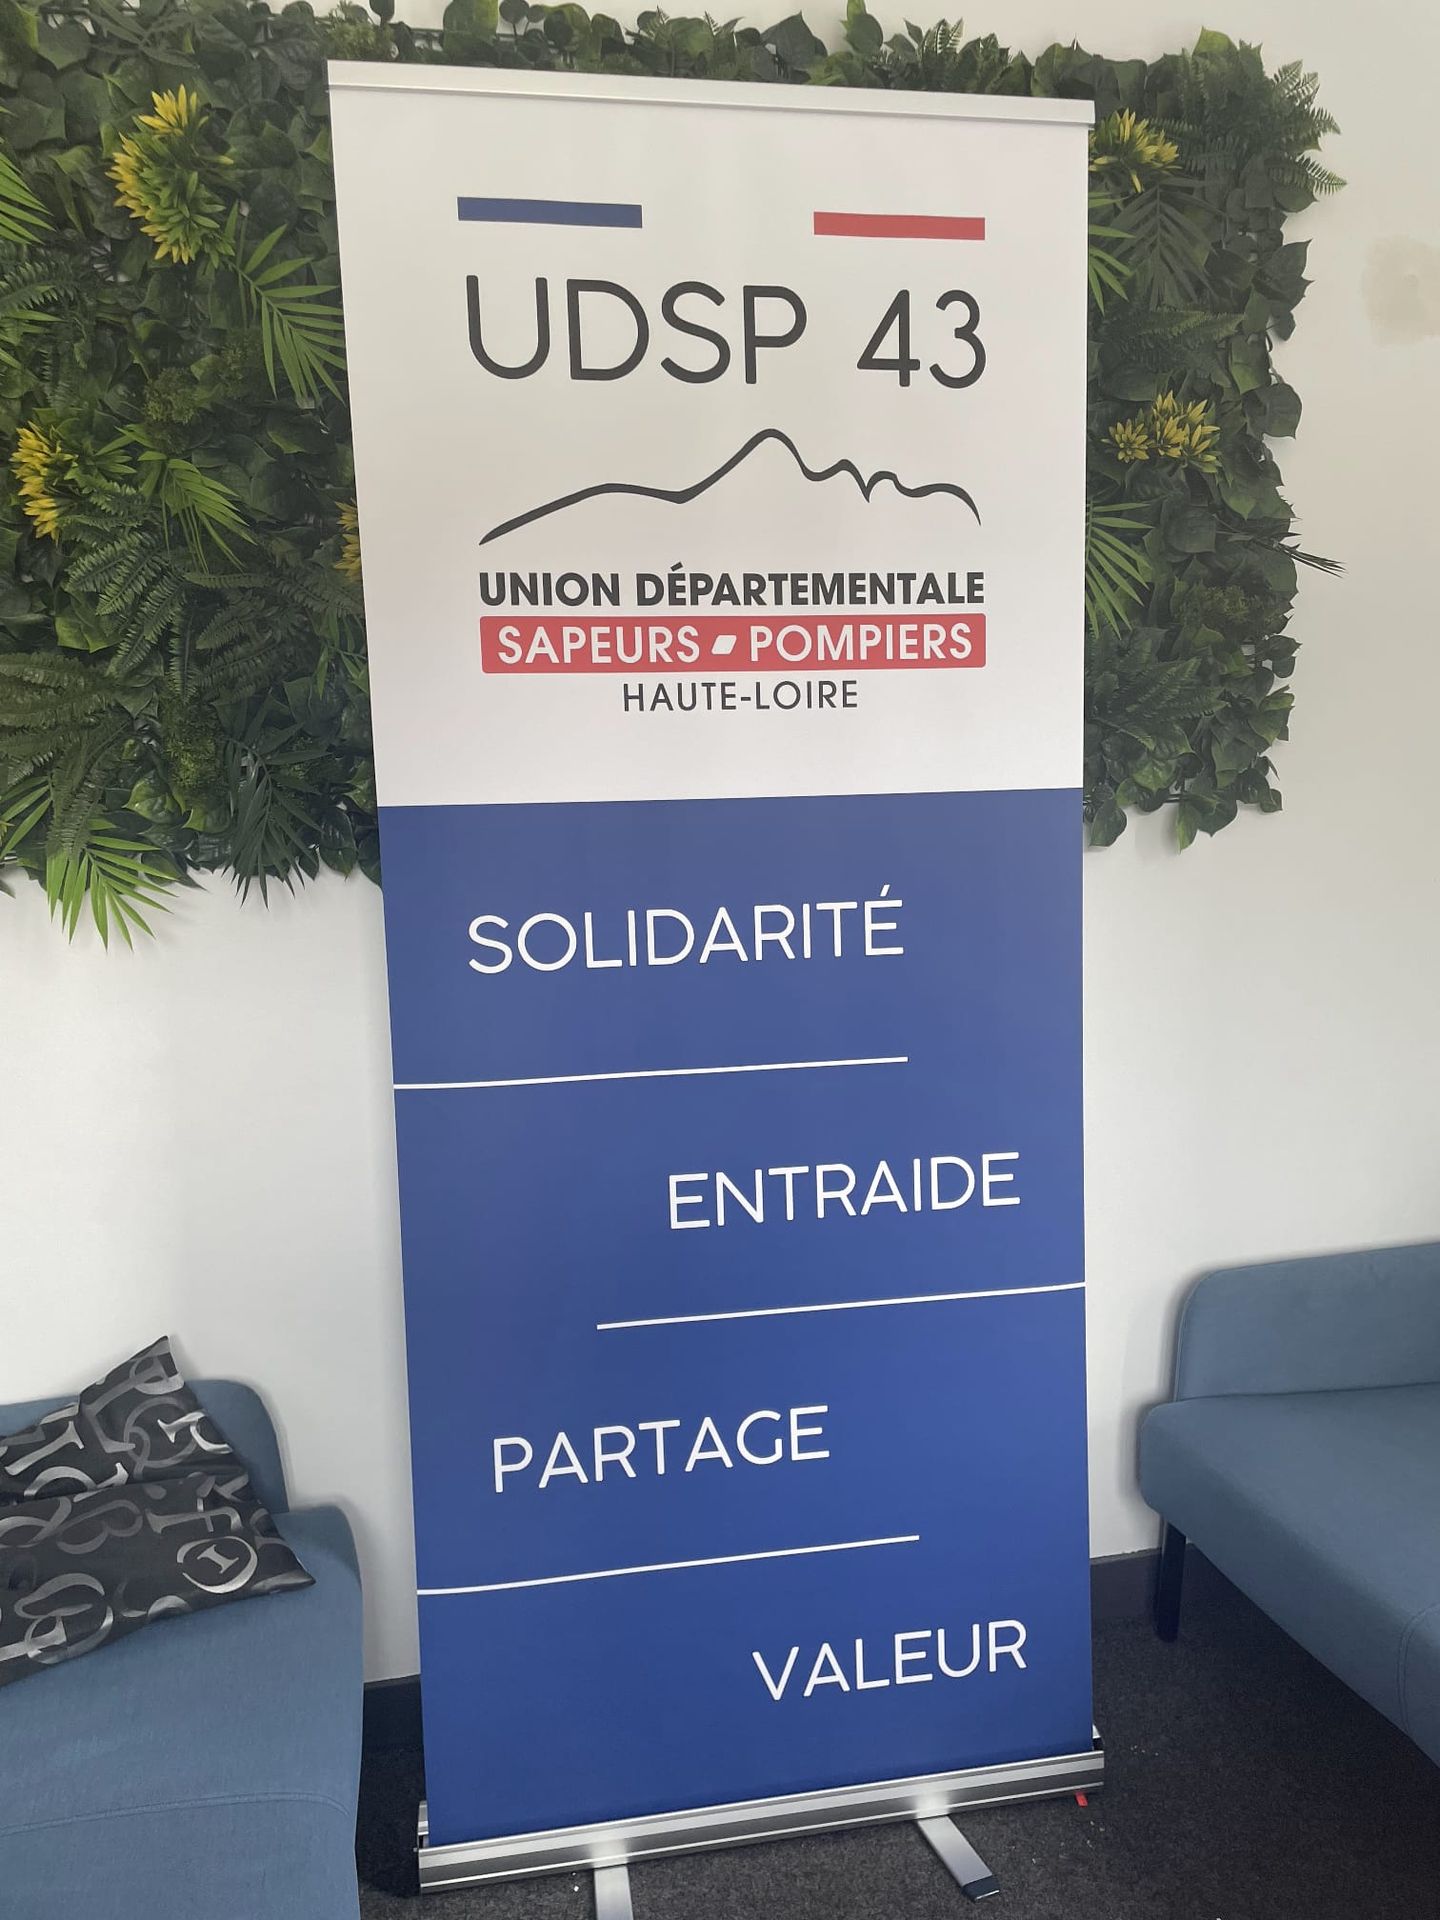 UDSP 43
UNION DÉPARTEMENTALE
SAPEURS - POMPIERS
HAUTE-LOIRE
SOLIDARITÉ
ENTRAIDE
PARTAGE
VALEUR